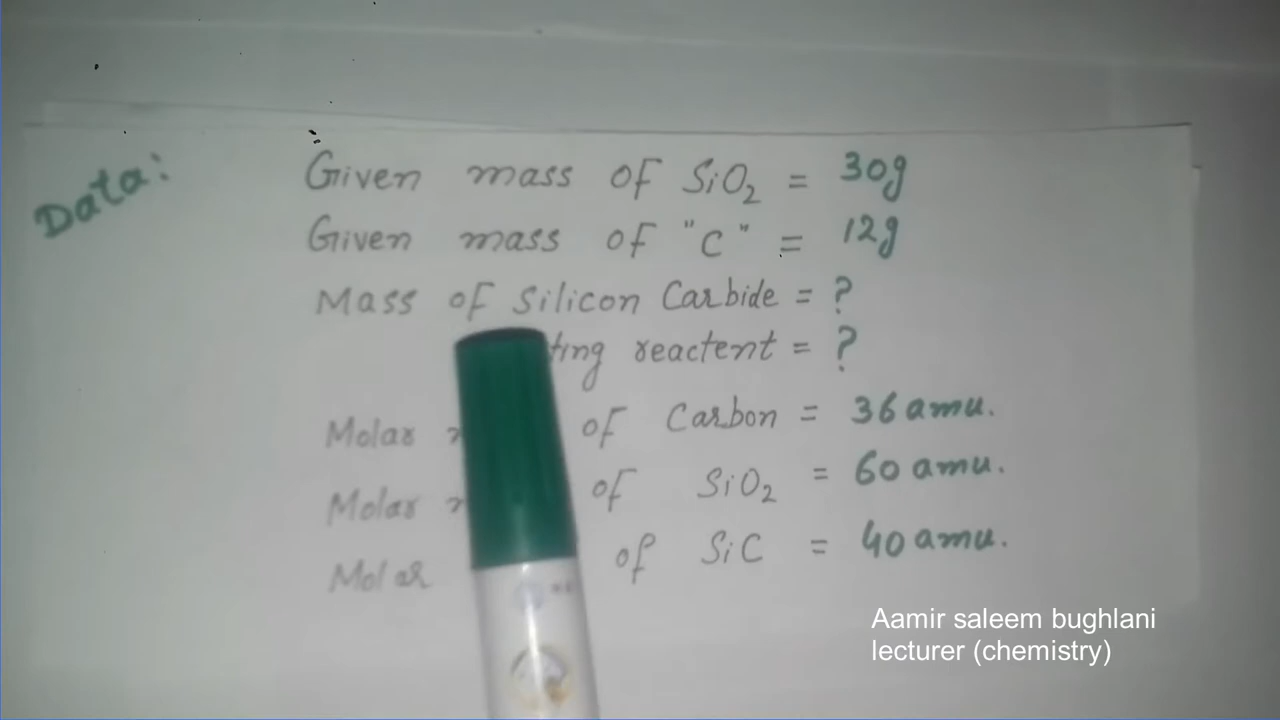 Data:
Given mass of SiO₂ = 30g
Given mass of "C" = 12g
Mass of Silicon Carbide = ?
ting reactent = ?
Molar of Carbon = 36 amu.
Molar of SiO₂ = 60 amu.
Molar of SiC = 40 amu.
Aamir saleem bughlani
lecturer (chemistry)